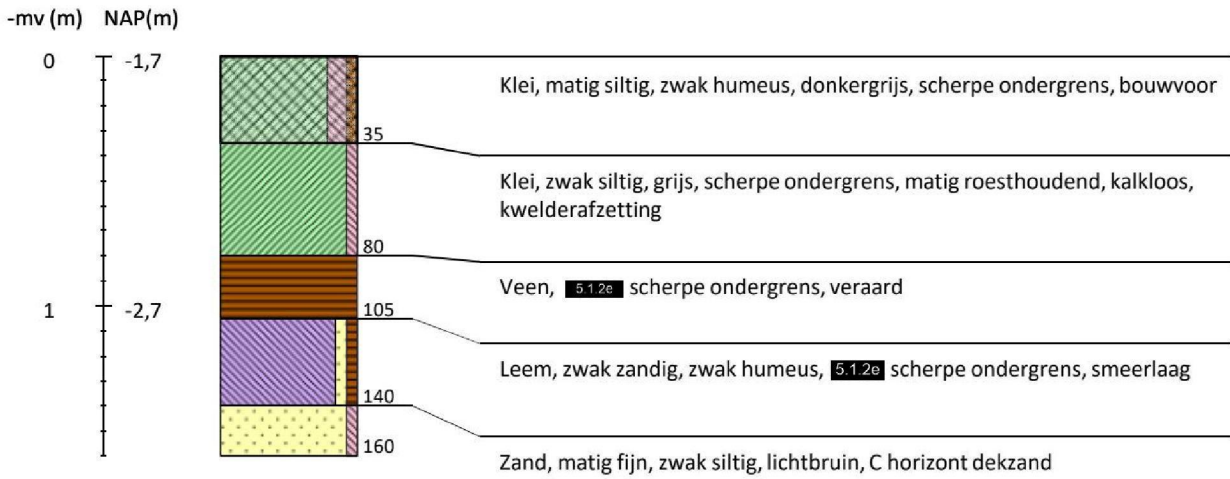 -mv (m) NAP(m)
0 -1,7
Klei, matig siltig, zwak humeus, donkergrijs, scherpe ondergrens, bouwvoor
35
Klei, zwak siltig, grijs, scherpe ondergrens, matig roesthoudend, kalkloos,
kwelderafzetting
80
Veen, 5.1.2e scherpe ondergrens, veraard
1 -2,7
105
Leem, zwak zandig, zwak humeus, 5.1.2e scherpe ondergrens, smeerlaag
140
160
Zand, matig fijn, zwak siltig, lichtbruin, C horizont dekzand